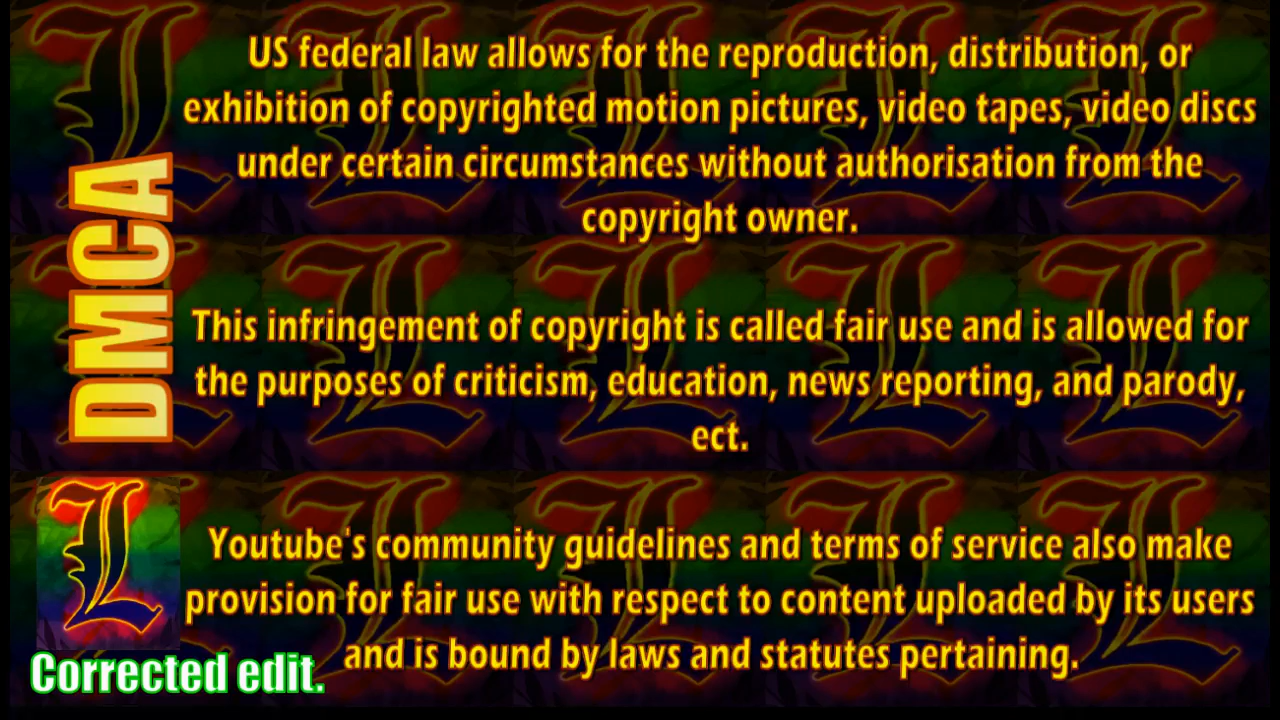 US federal law allows for the reproduction, distribution, or
exhibition of copyrighted motion pictures, video tapes, video discs
under certain circumstances without authorisation from the
copyright owner.
DMCA
This infringement of copyright is called fair use and is allowed for
the purposes of criticism, education, news reporting, and parody,
ect.
L
Youtube's community guidelines and terms of service also make
provision for fair use with respect to content uploaded by its users
and is bound by laws and statutes pertaining.
Corrected edit.